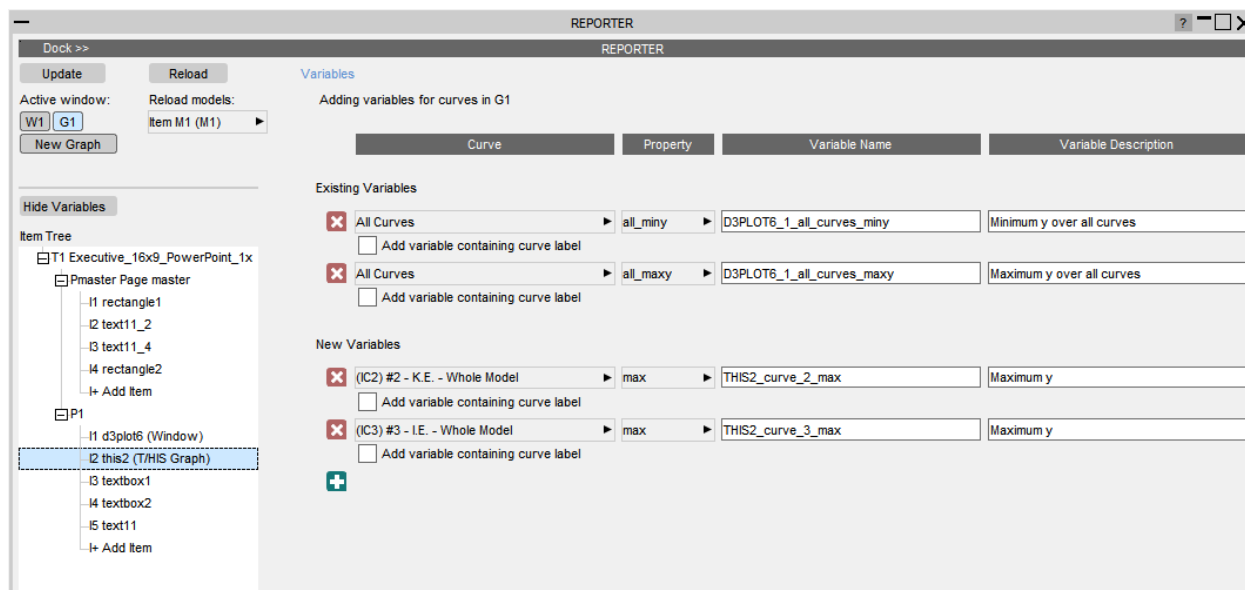 REPORTER
?
Dock >>
REPORTER
Update
Reload
Variables
Active window:
Reload models:
Adding variables for curves in G1
W1
G1
Item M1 (M1)
New Graph
Curve
Property
Variable Name
Variable Description
Existing Variables
Hide Variables
All Curves
all_miny
D3PLOT6_1_all_curves_miny
Minimum y over all curves
Add variable containing curve label
Item Tree
T1 Executive_16x9_PowerPoint_1x
Pmaster Page master
I1 rectangle1
I2 text11_2
I3 text11_4
I4 rectangle2
I+ Add Item
P1
I1 d3plot6 (Window)
I2 this2 (T/HIS Graph)
I3 textbox1
I4 textbox2
I5 text11
I+ Add Item
All Curves
all_maxy
D3PLOT6_1_all_curves_maxy
Maximum y over all curves
Add variable containing curve label
New Variables
(IC2) #2 - K.E. - Whole Model
max
THIS2_curve_2_max
Maximum y
Add variable containing curve label
(IC3) #3 - I.E. - Whole Model
max
THIS2_curve_3_max
Maximum y
Add variable containing curve label